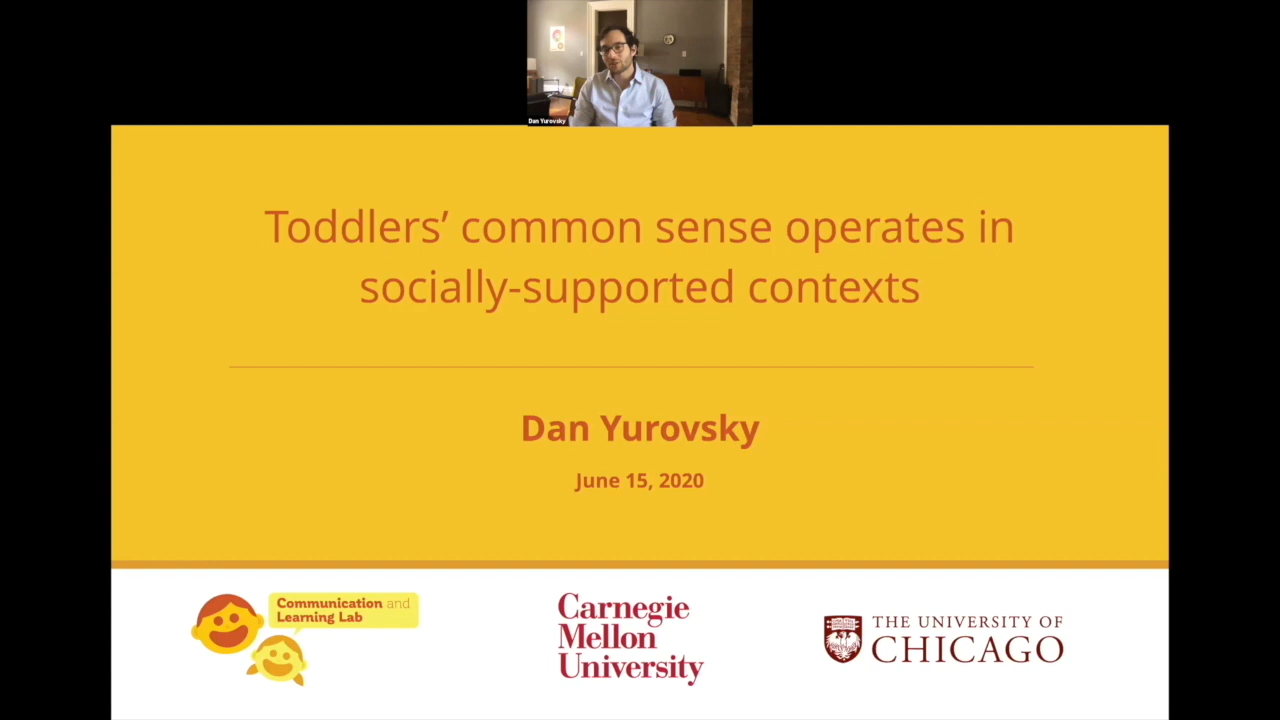 Dan Yurovsky
Toddlers’ common sense operates in
socially-supported contexts
Dan Yurovsky
June 15, 2020
Communication and
Learning Lab
Carnegie
Mellon
University
THE UNIVERSITY OF
CHICAGO